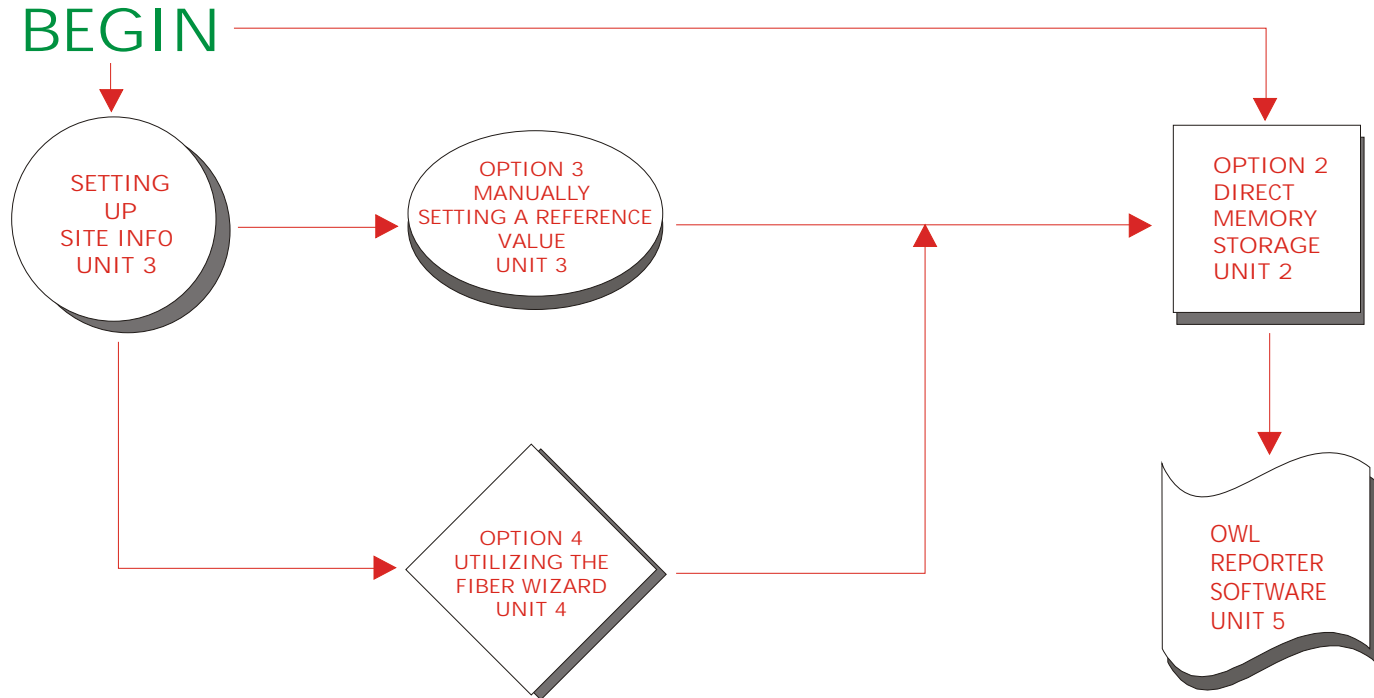 BEGIN
SETTING
UP
SITE INFO
UNIT 3
OPTION 3
MANUALLY
SETTING A REFERENCE
VALUE
UNIT 3
OPTION 2
DIRECT
MEMORY
STORAGE
UNIT 2
OPTION 4
UTILIZING THE
FIBER WIZARD
UNIT 4
OWL
REPORTER
SOFTWARE
UNIT 5